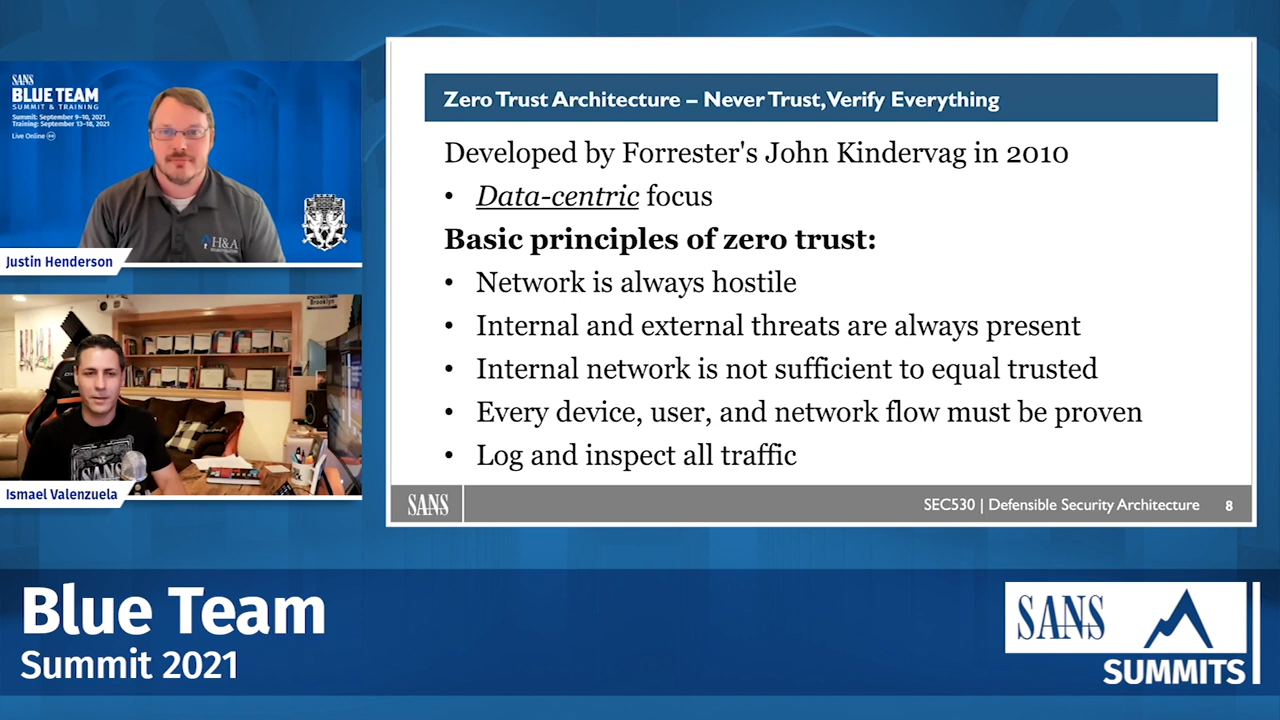 SANS
BLUE TEAM
SUMMIT & TRAINING
Summit: September 9-10, 2021
Training: September 13-18, 2021
Live Online
H&A
Justin Henderson
Brooklyn
SANS
Ismael Valenzuela
Zero Trust Architecture – Never Trust, Verify Everything
Developed by Forrester's John Kindervag in 2010
• Data-centric focus
Basic principles of zero trust:
• Network is always hostile
• Internal and external threats are always present
• Internal network is not sufficient to equal trusted
• Every device, user, and network flow must be proven
• Log and inspect all traffic
SANS
SEC530 | Defensible Security Architecture 8
Blue Team
Summit 2021
SANS
SUMMITS